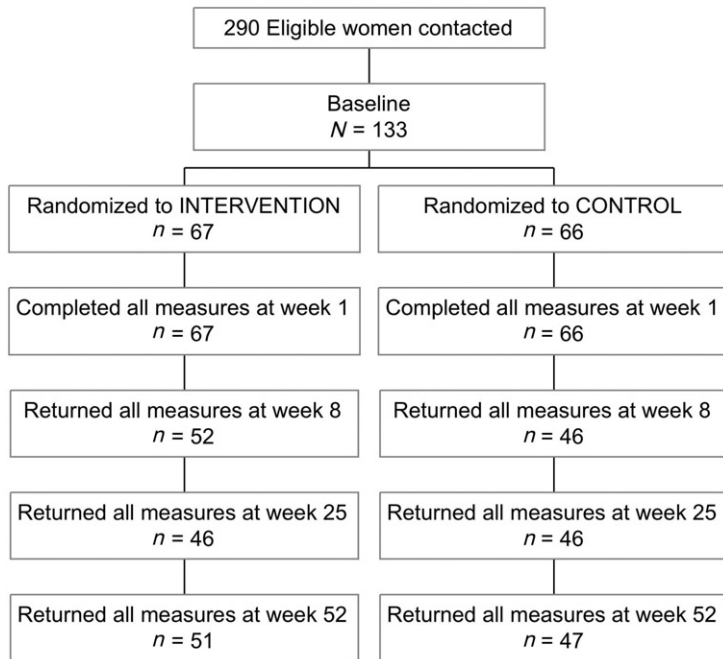 290 Eligible women contacted
Baseline
N = 133
Randomized to INTERVENTION
n = 67
Randomized to CONTROL
n = 66
Completed all measures at week 1
n = 67
Completed all measures at week 1
n = 66
Returned all measures at week 8
n = 52
Returned all measures at week 8
n = 46
Returned all measures at week 25
n = 46
Returned all measures at week 25
n = 46
Returned all measures at week 52
n = 51
Returned all measures at week 52
n = 47